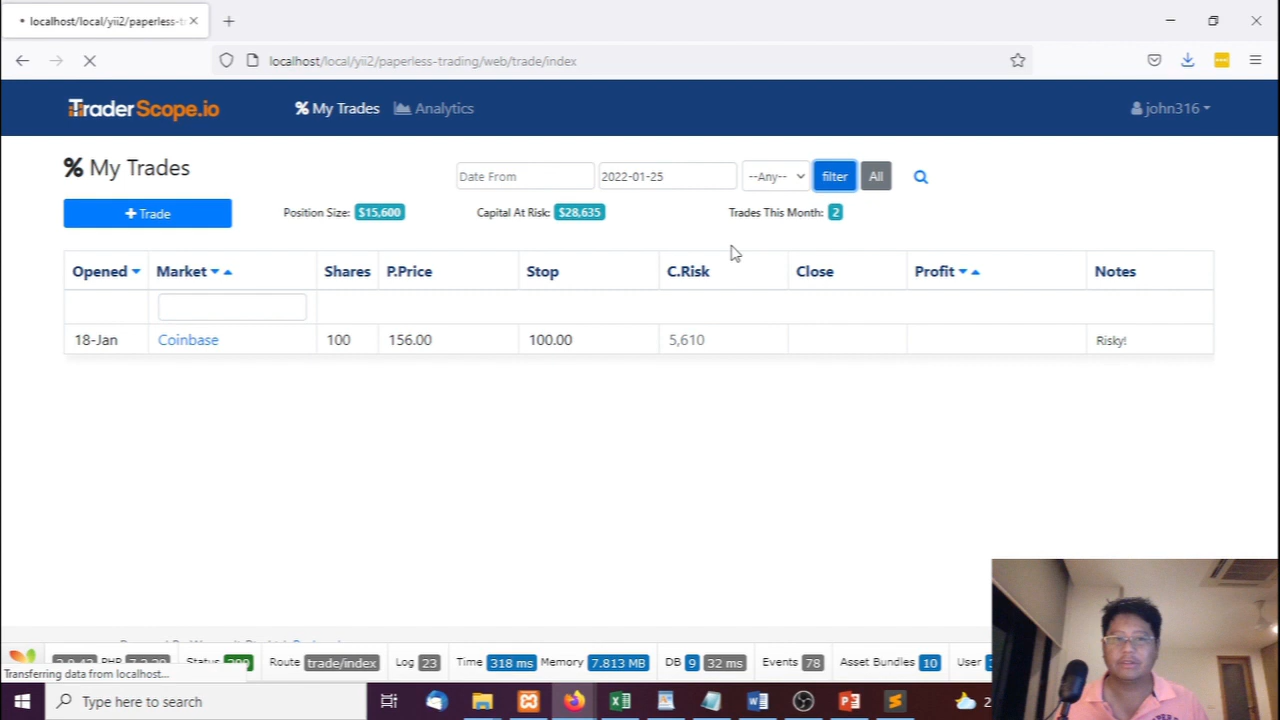 localhost/local/yii2/paperless-t
localhost/local/yii2/paperless-trading/web/trade/index
TraderScope.io
My Trades
Analytics
john316
My Trades
Date From
2022-01-25
--Any--
filter
All
Trade
Position Size: $15,600
Capital At Risk: $28,635
Trades This Month: 2
Opened Market Shares P.Price Stop C.Risk Close Profit Notes
18-Jan Coinbase 100 156.00 100.00 5,610 Risky!
PHP
Status
Route trade/index
Log 23
Time 318 ms
Memory 7.813 MB
DB 9 32 ms
Events 78
Asset Bundles 10
User
Transferring data from localhost...
Type here to search
2